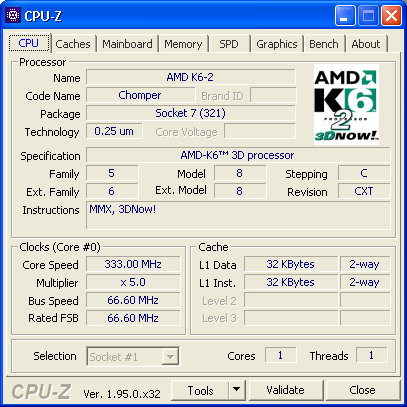 CPU-Z
CPU Caches Mainboard Memory SPD Graphics Bench About
Processor
Name AMD K6-2
Code Name Chomper Brand ID
Package Socket 7 (321)
Technology 0.25 um Core Voltage
AMD
K6
PROCESSOR
2
3DNow!
Specification AMD-K6™ 3D processor
Family 5 Model 8 Stepping C
Ext. Family 6 Ext. Model 8 Revision CXT
Instructions MMX, 3DNow!
Clocks (Core #0)
Core Speed 333.00 MHz
Multiplier x 5.0
Bus Speed 66.60 MHz
Rated FSB 66.60 MHz
Cache
L1 Data 32 KBytes 2-way
L1 Inst. 32 KBytes 2-way
Level 2
Level 3
Selection Socket #1 Cores 1 Threads 1
CPU-Z Ver. 1.95.0.x32 Tools Validate Close